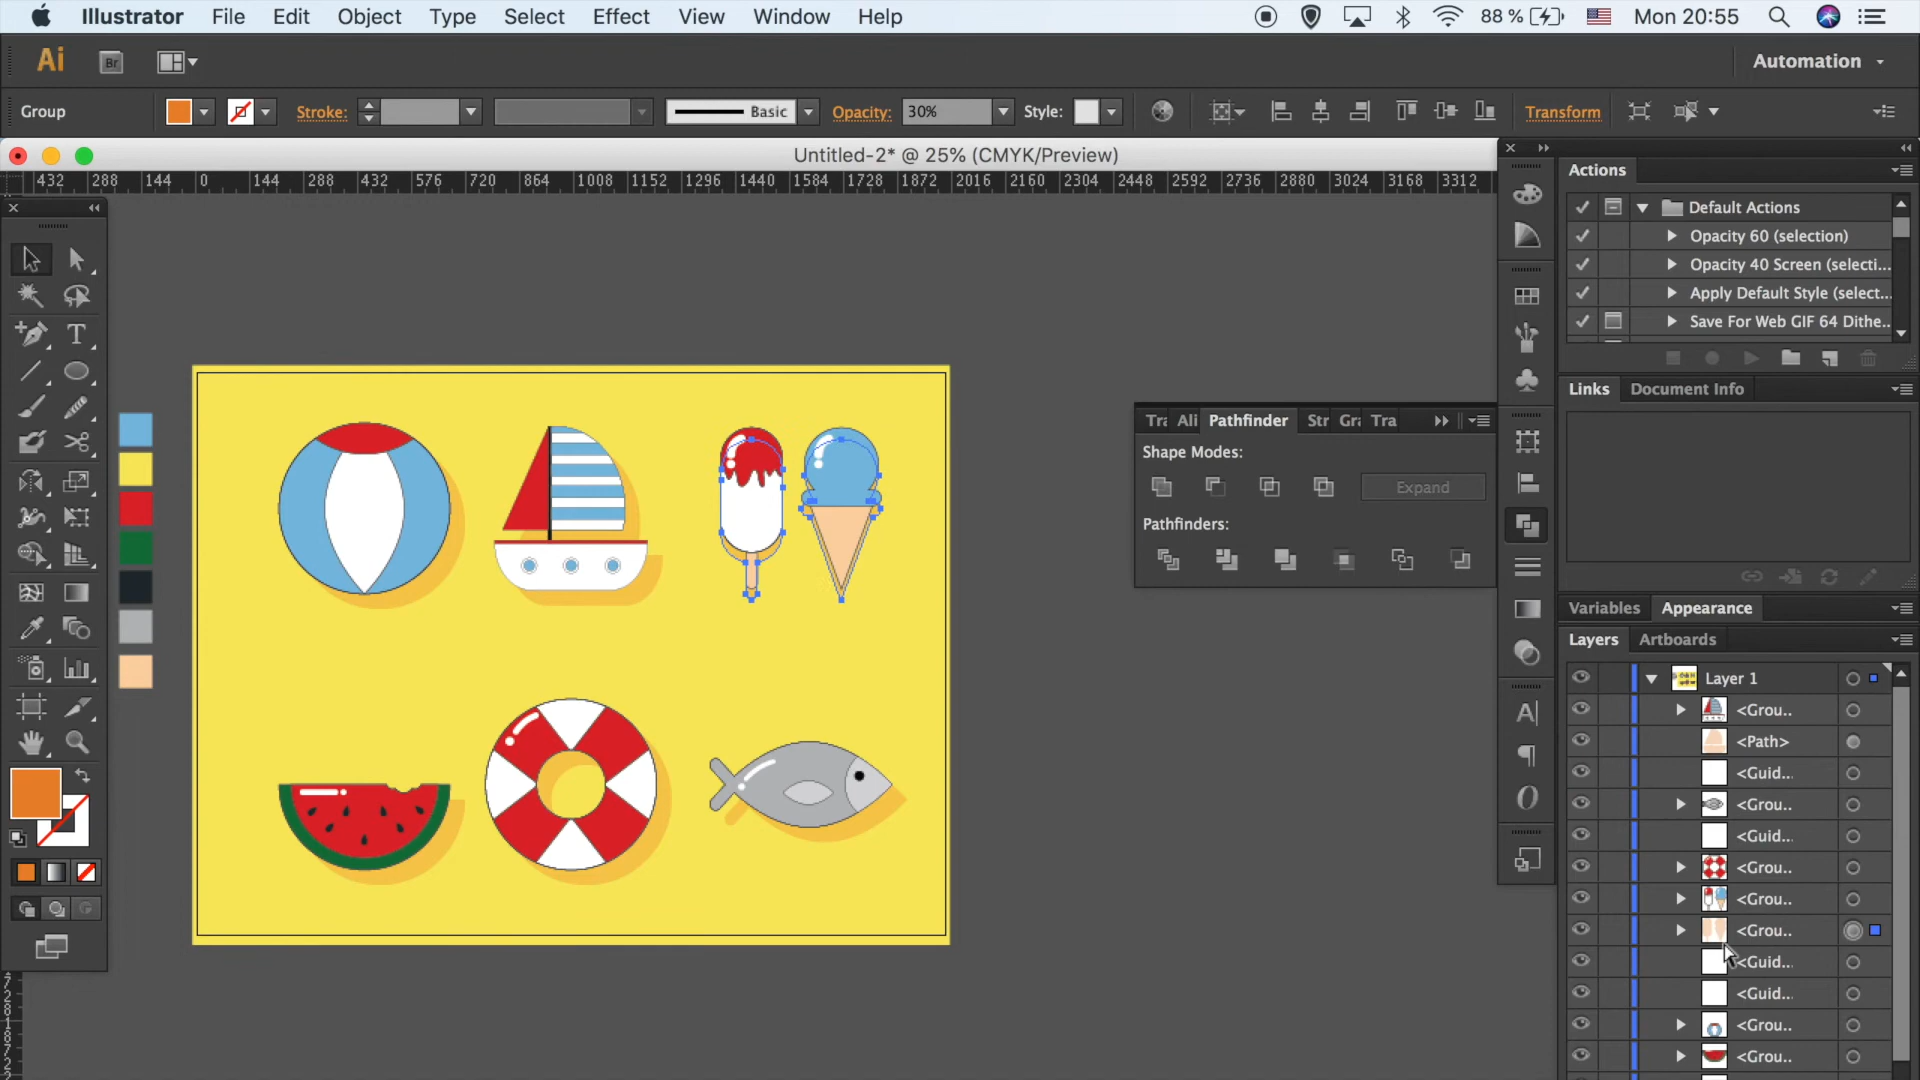 Illustrator File Edit Object Type Select Effect View Window Help 88 % Mon 20:55
Ai Br Automation
Group Stroke: Basic Opacity: 30% Style: Transform
Untitled-2* @ 25% (CMYK/Preview)
432 288 144 0 144 288 432 576 720 864 1008 1152 1296 1440 1584 1728 1872 2016 2160 2304 2448 2592 2736 2880 3024 3168 3312
Actions
Default Actions
Opacity 60 (selection)
Opacity 40 Screen (selecti...
Apply Default Style (select...
Save For Web GIF 64 Dithe..
Links Document Info
Tra Ali Pathfinder Str Gra Tra
Shape Modes:
Expand
Pathfinders:
Variables Appearance
Layers Artboards
Layer 1
<Grou..
<Path>
<Guid...
<Grou..
<Guid...
<Grou..
<Grou..
<Grou..
<Guid...
<Guid...
<Grou..
<Grou..